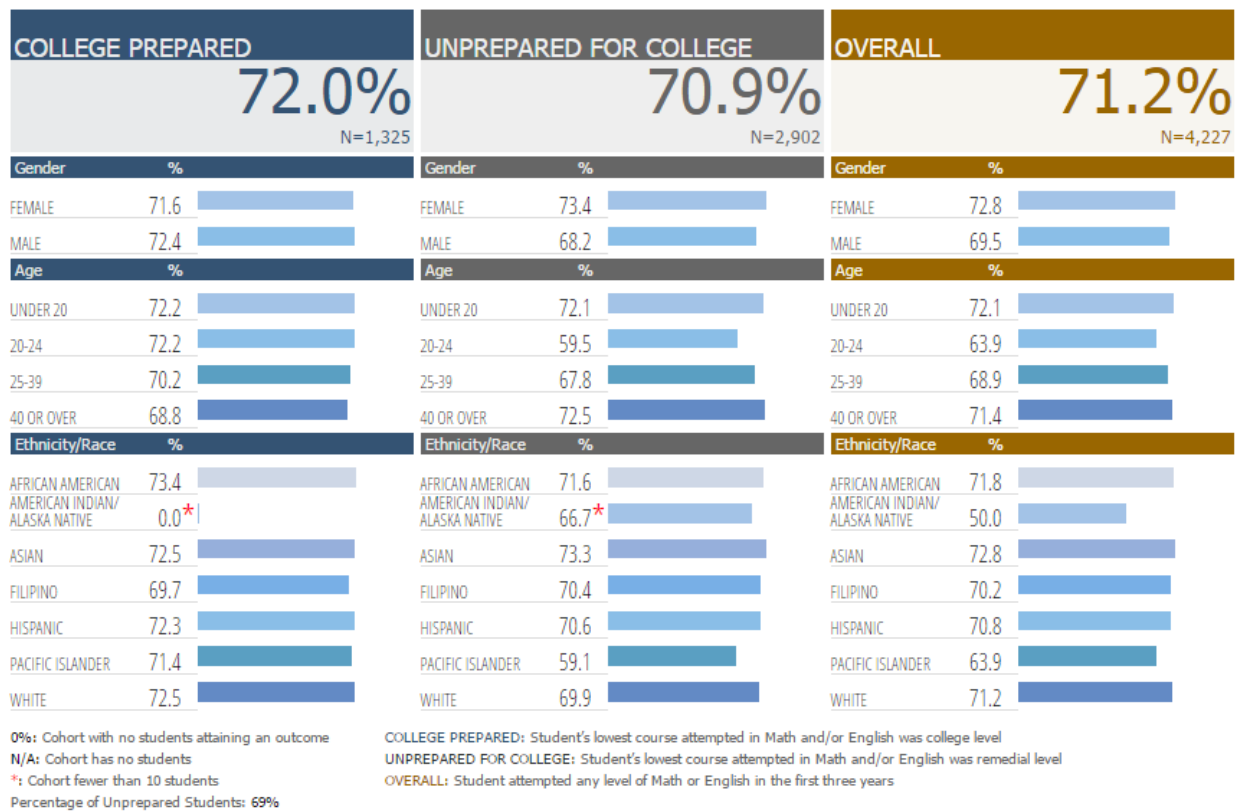 COLLEGE PREPARED
72.0%
N=1,325
Gender %
FEMALE 71.6
MALE 72.4
Age %
UNDER 20 72.2
20-24 72.2
25-39 70.2
40 OR OVER 68.8
Ethnicity/Race %
AFRICAN AMERICAN 73.4
AMERICAN INDIAN/
ALASKA NATIVE 0.0*
ASIAN 72.5
FILIPINO 69.7
HISPANIC 72.3
PACIFIC ISLANDER 71.4
WHITE 72.5
UNPREPARED FOR COLLEGE
70.9%
N=2,902
Gender %
FEMALE 73.4
MALE 68.2
Age %
UNDER 20 72.1
20-24 59.5
25-39 67.8
40 OR OVER 72.5
Ethnicity/Race %
AFRICAN AMERICAN 71.6
AMERICAN INDIAN/
ALASKA NATIVE 66.7*
ASIAN 73.3
FILIPINO 70.4
HISPANIC 70.6
PACIFIC ISLANDER 59.1
WHITE 69.9
OVERALL
71.2%
N=4,227
Gender %
FEMALE 72.8
MALE 69.5
Age %
UNDER 20 72.1
20-24 63.9
25-39 68.9
40 OR OVER 71.4
Ethnicity/Race %
AFRICAN AMERICAN 71.8
AMERICAN INDIAN/
ALASKA NATIVE 50.0
ASIAN 72.8
FILIPINO 70.2
HISPANIC 70.8
PACIFIC ISLANDER 63.9
WHITE 71.2
0%: Cohort with no students attaining an outcome
N/A: Cohort has no students
*: Cohort fewer than 10 students
Percentage of Unprepared Students: 69%
COLLEGE PREPARED: Student's lowest course attempted in Math and/or English was college level
UNPREPARED FOR COLLEGE: Student's lowest course attempted in Math and/or English was remedial level
OVERALL: Student attempted any level of Math or English in the first three years